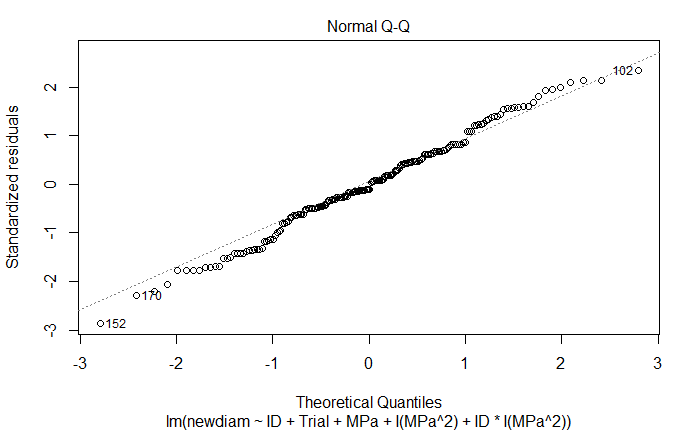 Normal Q-Q
Standardized residuals
2
1
0
-1
-2
-3
102
170
152
-3 -2 -1 0 1 2 3
Theoretical Quantiles
lm(newdiam ~ ID + Trial + MPa + I(MPa^2) + ID * I(MPa^2))